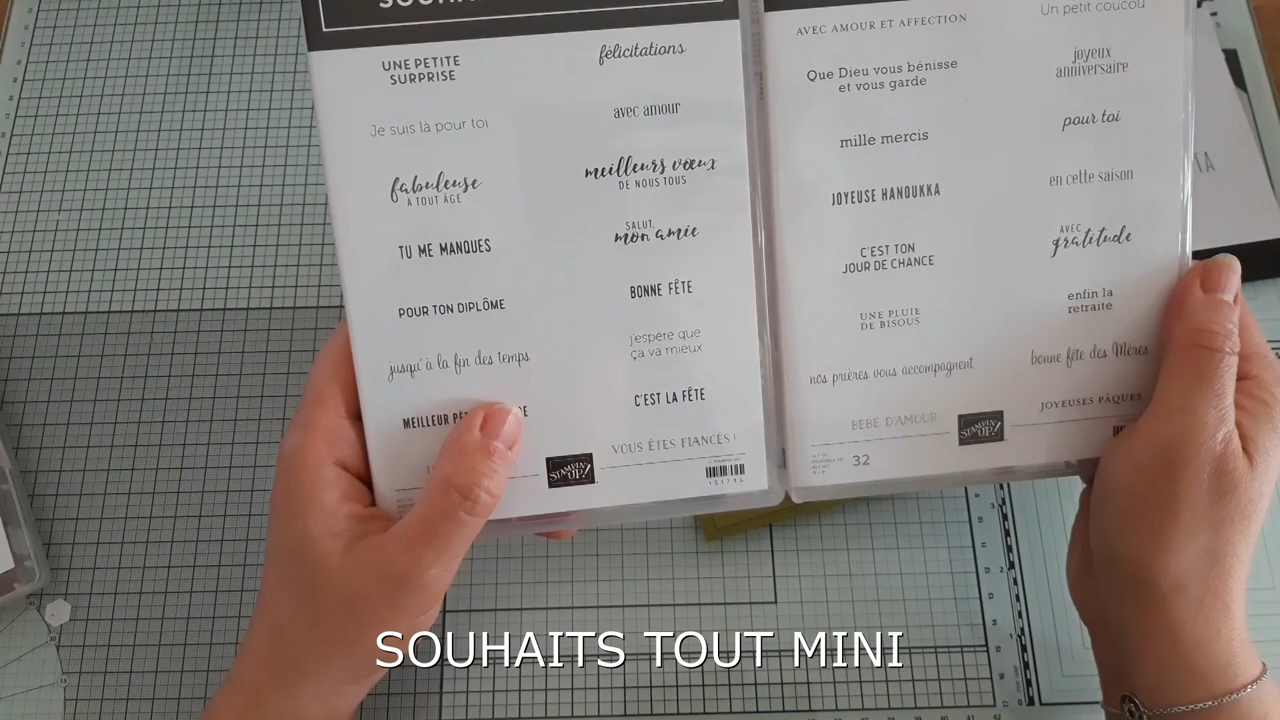 SOUHAI
UNE PETITE
SURPRISE
félicitations
Je suis là pour toi
avec amour
fabuleuse
À TOUT ÂGE
meilleurs vœux
DE NOUS TOUS
TU ME MANQUES
SALUT,
mon amie
POUR TON DIPLÔME
BONNE FÊTE
jusqu'à la fin des temps
j'espère que
ça va mieux
MEILLEUR
C'EST LA FÊTE
VOUS ÊTES FIANCÉS !
STAMPIN' UP!
151796
AVEC AMOUR ET AFFECTION
Un petit coucou
Que Dieu vous bénisse
et vous garde
joyeux
anniversaire
mille mercis
pour toi
JOYEUSE HANOUKKA
en cette saison
C'EST TON
JOUR DE CHANCE
AVEC
gratitude
UNE PLUIE
DE BISOUS
enfin la
retraite
nos prières vous accompagnent
bonne fête des Mères
BÉBÉ D'AMOUR
JOYEUSES PÂQUES
STAMPIN' UP!
32
TA
SOUHAITS TOUT MINI